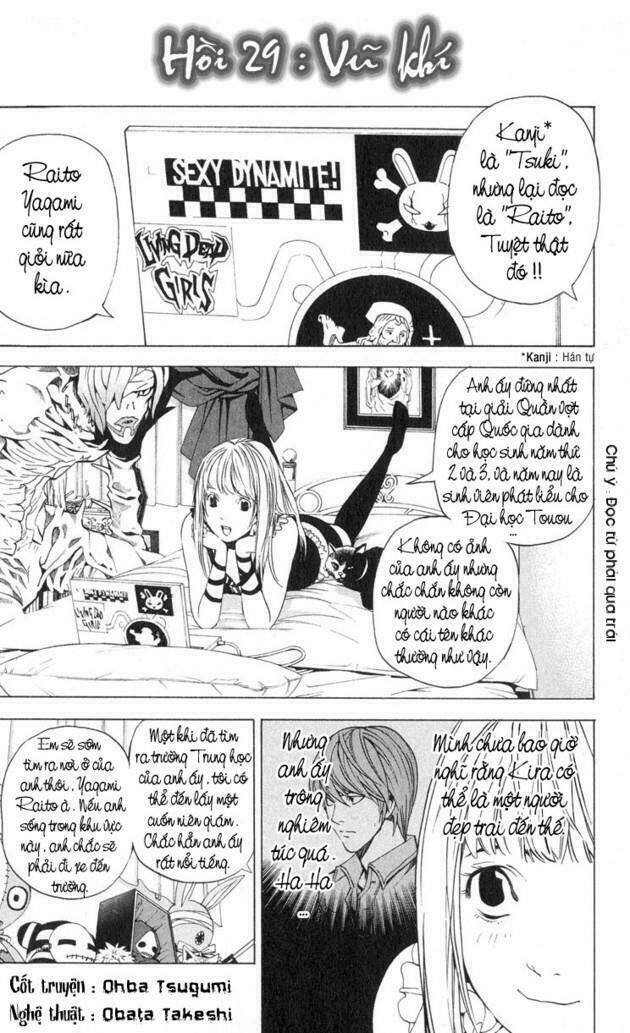 Hồi 29 : Vũ khí
Kanji*
là "Tsuki",
nhưng lại đọc
là "Raito",
Tuyệt thật
đó !!
SEXY DYNAMITE!
LIVING DEAD
GIRLS
Raito
Yagami
cũng rất
giỏi nữa
kìa.
*Kanji : Hán tự
Chú ý : Đọc từ phải qua trái
Anh ấy đứng nhất
tại giải Quần vợt
cấp Quốc gia dành
cho học sinh năm thứ
2 và 3, và năm nay là
sinh viên phát biểu cho
Đại học Touou
...
Không có ảnh
của anh ấy nhưng
chắc chắn không còn
người nào khác
có cái tên khác
thường như vậy.
LIVING DEAD
GIRLS
Mình chưa bao giờ
nghĩ rằng Kira có
thể là một người
đẹp trai đến thế.
Nhưng
anh ấy
trông
nghiêm
túc quá.
Ha Ha
...
Một khi đã tìm
ra trường Trung học
của anh ấy, tôi có
thể đến lấy một
cuốn niên giám.
Chắc hẳn anh ấy
rất nổi tiếng.
Em sẽ sớm
tìm ra nơi ở của
anh thôi, Yagami
Raito à. Nếu anh
sống trong khu vực
này, anh chắc sẽ
phải đi xe đến
trường.
Cốt truyện : Ohba Tsugumi
Nghệ thuật : Obata Takeshi